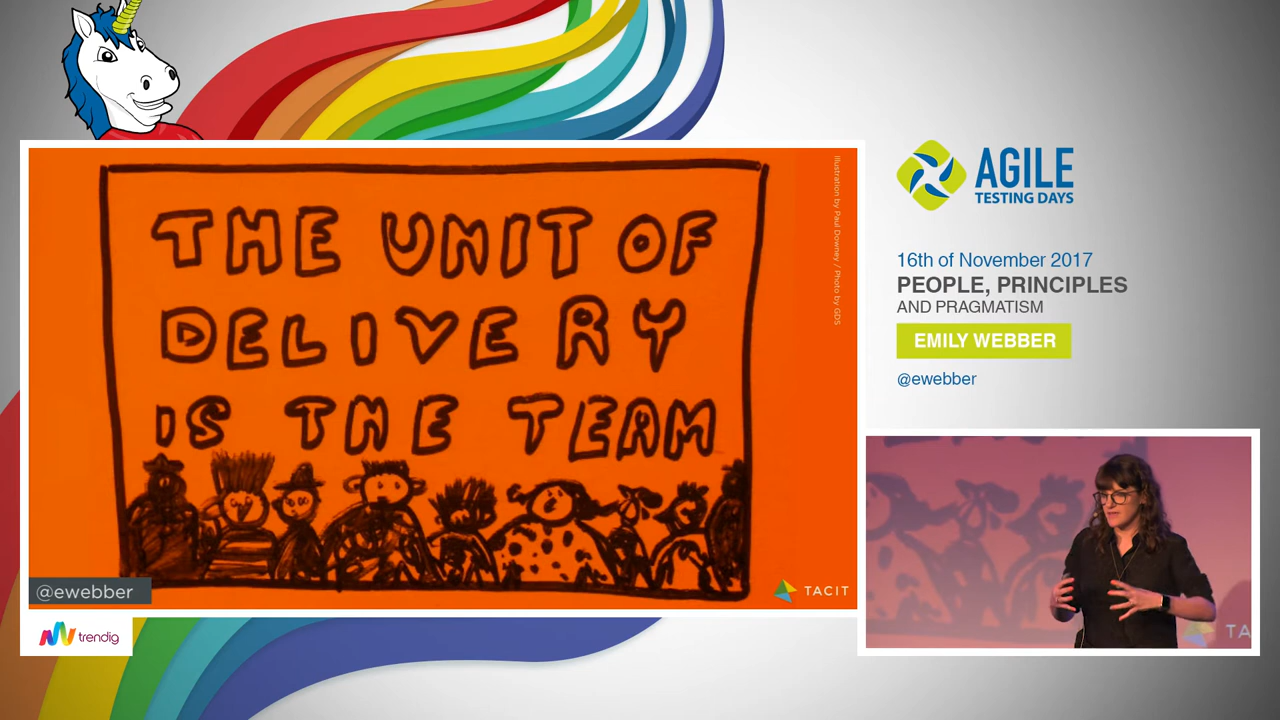 THE UNIT OF
DELIVERY
IS THE TEAM
Illustration by Paul Downey / Photo by GDS
@ewebber
TACIT
trendig
AGILE
TESTING DAYS
16th of November 2017
PEOPLE, PRINCIPLES
AND PRAGMATISM
EMILY WEBBER
@ewebber
TA